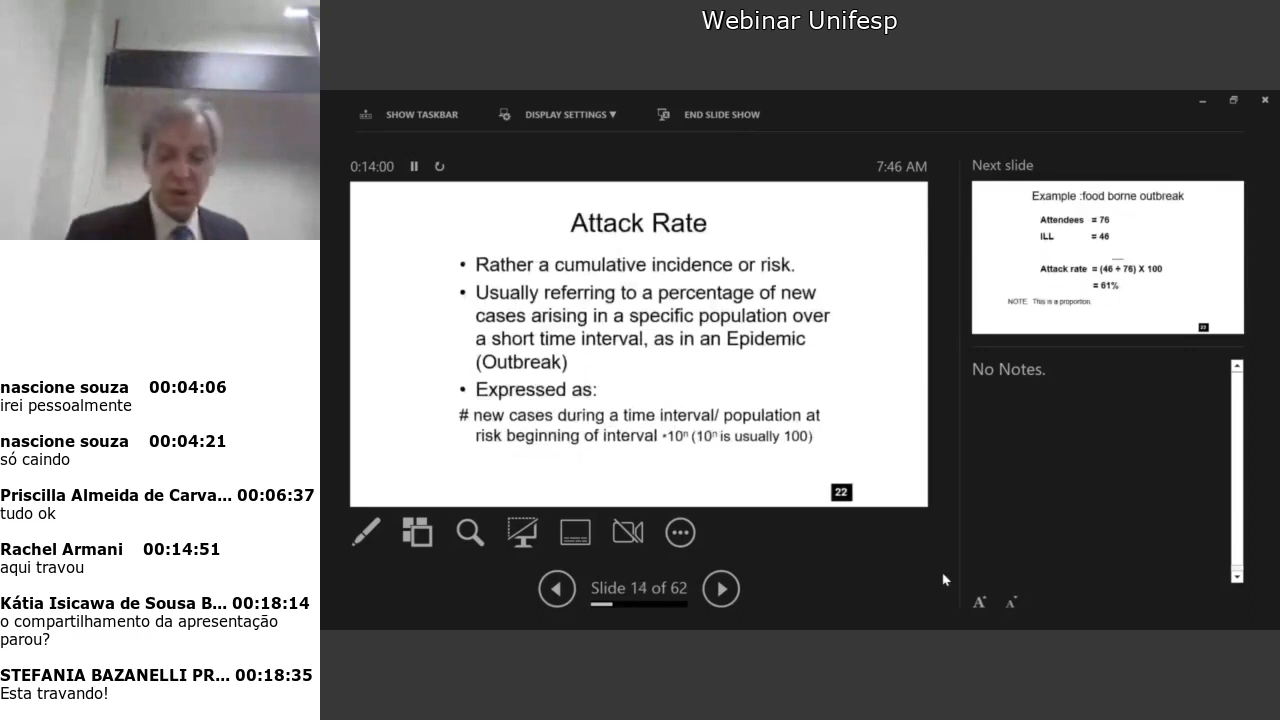 Webinar Unifesp
SHOW TASKBAR
DISPLAY SETTINGS ▼
END SLIDE SHOW
0:14:00
7:46 AM
Attack Rate
• Rather a cumulative incidence or risk.
• Usually referring to a percentage of new
cases arising in a specific population over
a short time interval, as in an Epidemic
(Outbreak)
• Expressed as:
# new cases during a time interval/ population at
risk beginning of interval *10ⁿ (10ⁿ is usually 100)
22
Slide 14 of 62
Next slide
Example :food borne outbreak
Attendees = 76
ILL = 46
Attack rate = (46 ÷ 76) X 100
= 61%
NOTE: This is a proportion.
23
No Notes.
A A
nascione souza 00:04:06
irei pessoalmente
nascione souza 00:04:21
só caindo
Priscilla Almeida de Carva... 00:06:37
tudo ok
Rachel Armani 00:14:51
aqui travou
Kátia Isicawa de Sousa B... 00:18:14
o compartilhamento da apresentação
parou?
STEFANIA BAZANELLI PR... 00:18:35
Esta travando!